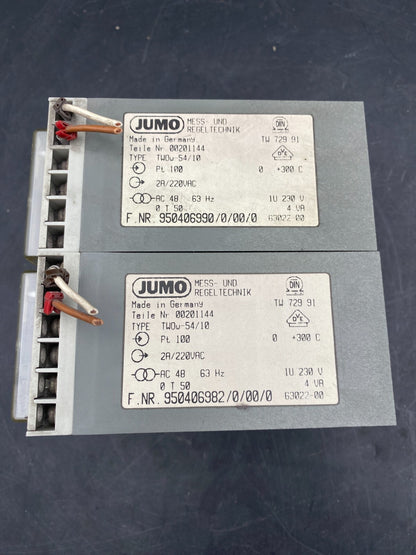 JUMO MESS- UND REGELTECHNIK DIN
Made in Germany TW 729 91
Teile Nr 00201144
TYPE TWOw-54/10
Pt 100 0 +300 C
2A/220VAC
AC 48 63 Hz 1U 230 V
0 T 50 4 VA
F.NR. 950406990/0/00/0 63022-00
JUMO MESS- UND REGELTECHNIK DIN
Made in Germany TW 729 91
Teile Nr 00201144
TYPE TWOw-54/10
Pt 100 0 +300 C
2A/220VAC
AC 48 63 Hz 1U 230 V
0 T 50 4 VA
F.NR. 950406982/0/00/0 63022-00